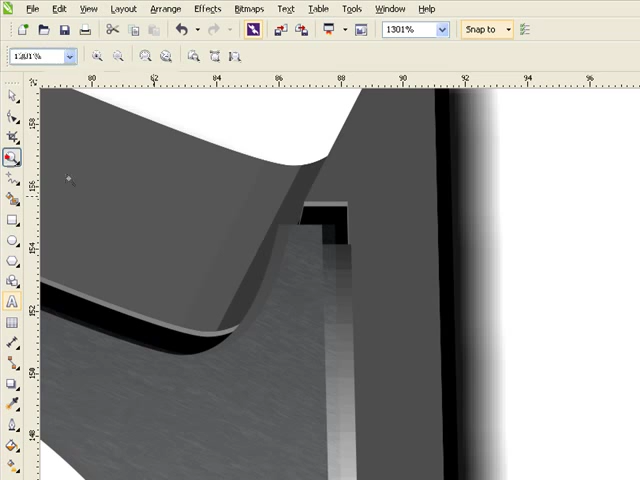 File Edit View Layout Arrange Effects Bitmaps Text Table Tools Window Help
1301% Snap to
1301%
80 82 84 86 88 90 92 94 96
158
156
154
152
150
148
A